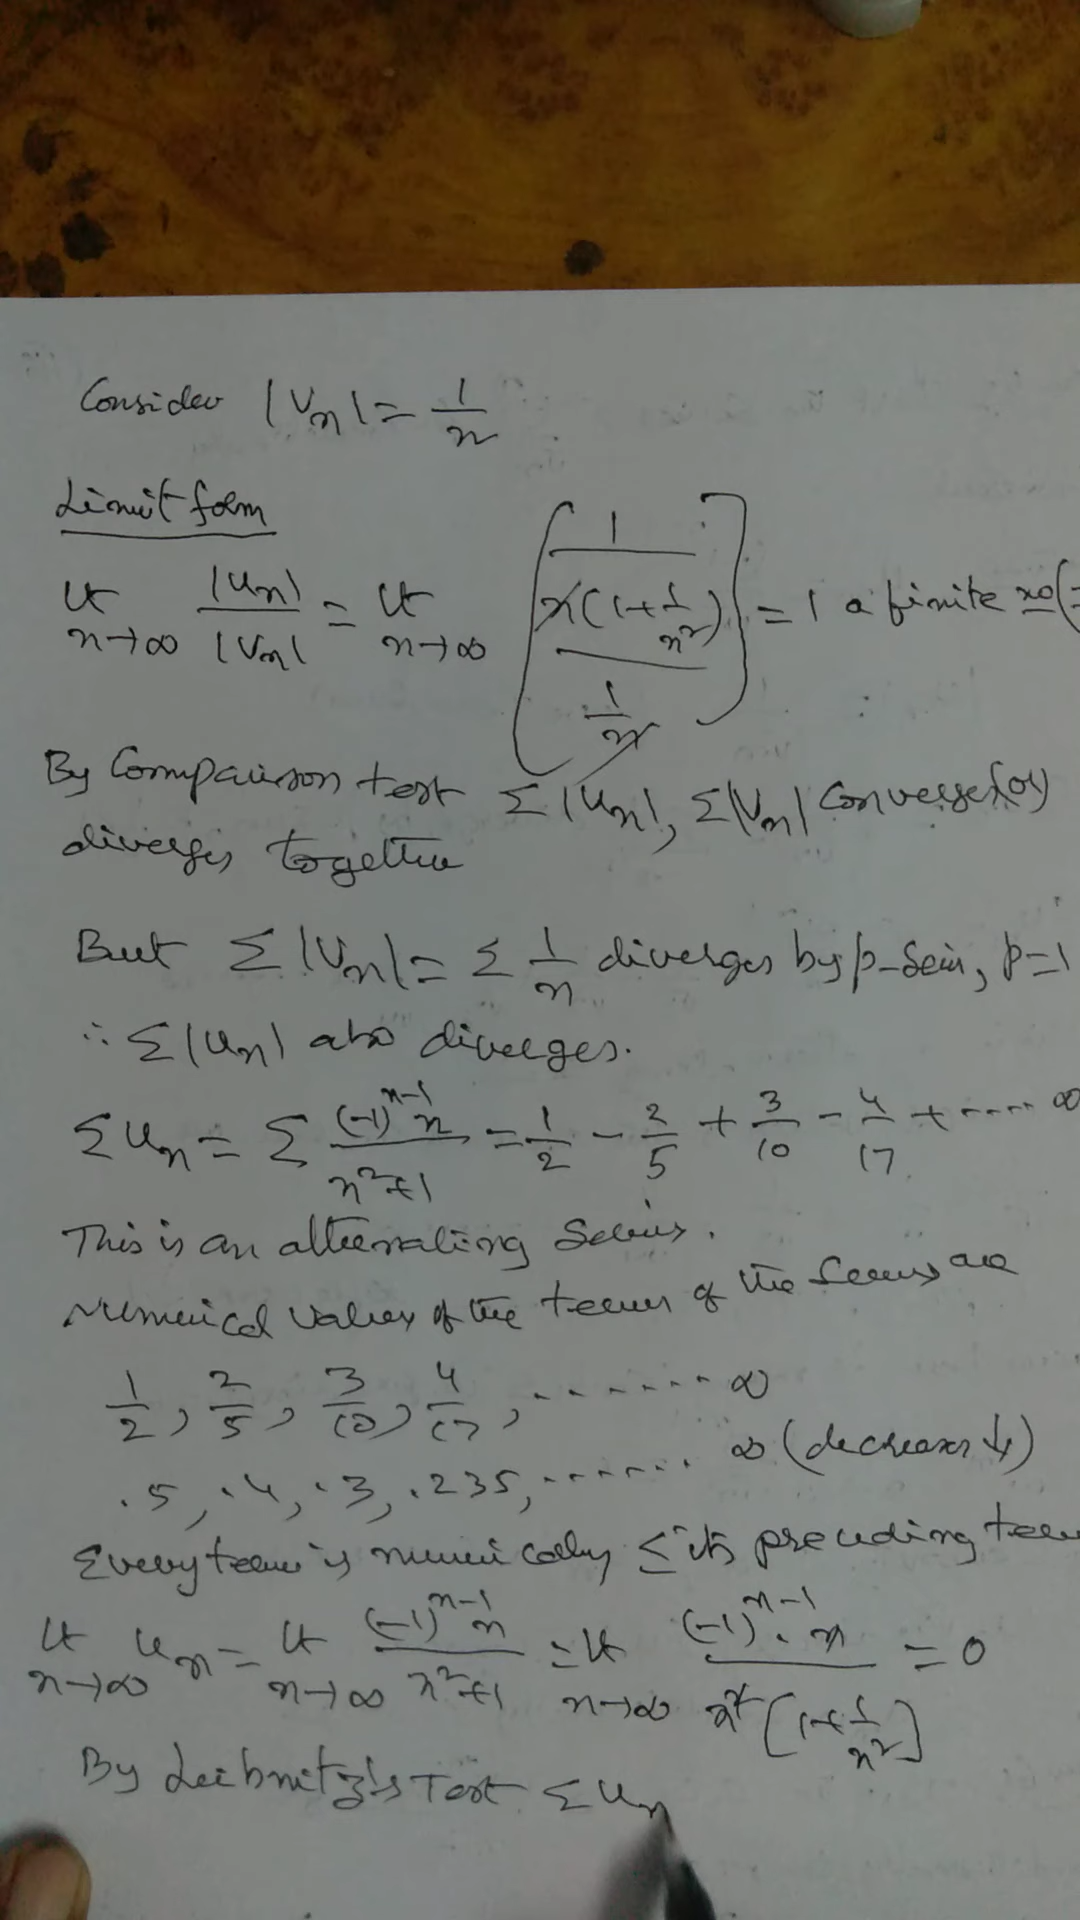 Consider |Vn| = 1/n
Limit form
Lt n→∞ |Un|/|Vn| = Lt n→∞ [ (1/(n(1+1/n²))) / (1/n) ] = 1 a finite no (=
By Comparison test Σ|Un|, Σ|Vn| Converges (or)
diverges together
But Σ|Vn| = Σ 1/n diverges by p-Series, p=1
∴ Σ|Un| also diverges.
ΣUn = Σ (-1)^(n-1) n / (n²+1) = 1/2 - 2/5 + 3/10 - 4/17 + ---- ∞
This is an alternating Series.
Numerical Values of the terms of the Series are
1/2, 2/5, 3/10, 4/17, ------- ∞
.5, .4, .3, .235, ------ ∞ (decreases ↓)
Every term is numerically ≤ its preceding term
Lt n→∞ Un = Lt n→∞ (-1)^(n-1) n / (n²+1) = Lt n→∞ (-1)^(n-1) . n / (n² [1+1/n²]) = 0
By Leibnitz's Test ΣUn